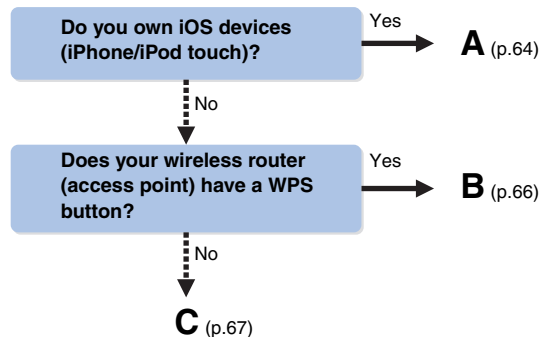 Do you own iOS devices
(iPhone/iPod touch)?
Yes
A (p.64)
No
Does your wireless router
(access point) have a WPS
button?
Yes
B (p.66)
No
C (p.67)